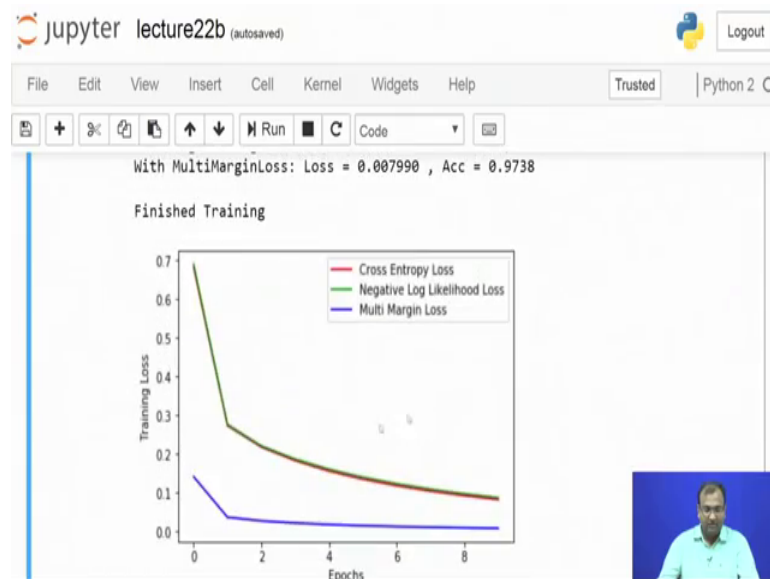 jupyter lecture22b (autosaved)
Logout
File Edit View Insert Cell Kernel Widgets Help
Trusted
Python 2
Run
Code
With MultiMarginLoss: Loss = 0.007990 , Acc = 0.9738
Finished Training
Cross Entropy Loss
Negative Log Likelihood Loss
Multi Margin Loss
Training Loss
0.7
0.6
0.5
0.4
0.3
0.2
0.1
0.0
0 2 4 6 8
Epochs